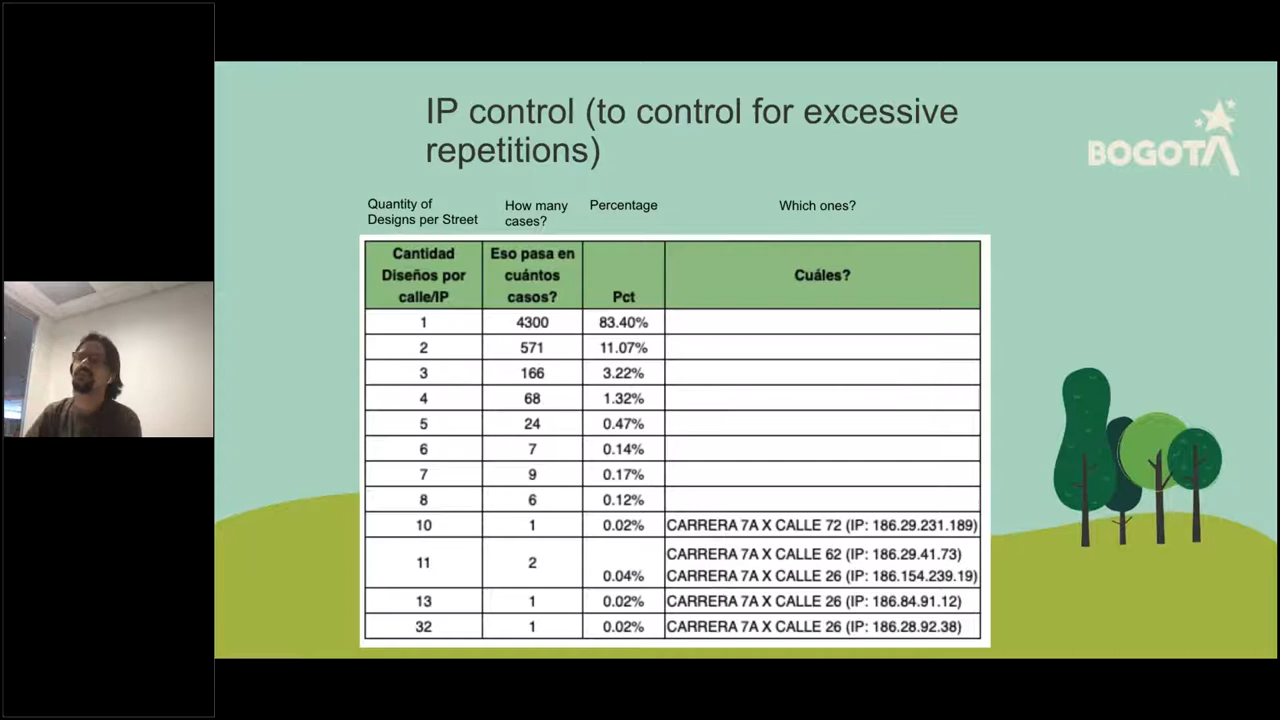 IP control (to control for excessive
repetitions)
BOGOTÁ
Quantity of
Designs per Street
How many
cases?
Percentage
Which ones?
Cantidad
Diseños por
calle/IP
Eso pasa en
cuántos
casos?
Pct
Cuáles?
1 4300 83.40%
2 571 11.07%
3 166 3.22%
4 68 1.32%
5 24 0.47%
6 7 0.14%
7 9 0.17%
8 6 0.12%
10 1 0.02% CARRERA 7A X CALLE 72 (IP: 186.29.231.189)
11 2 0.04% CARRERA 7A X CALLE 62 (IP: 186.29.41.73)
CARRERA 7A X CALLE 26 (IP: 186.154.239.19)
13 1 0.02% CARRERA 7A X CALLE 26 (IP: 186.84.91.12)
32 1 0.02% CARRERA 7A X CALLE 26 (IP: 186.28.92.38)